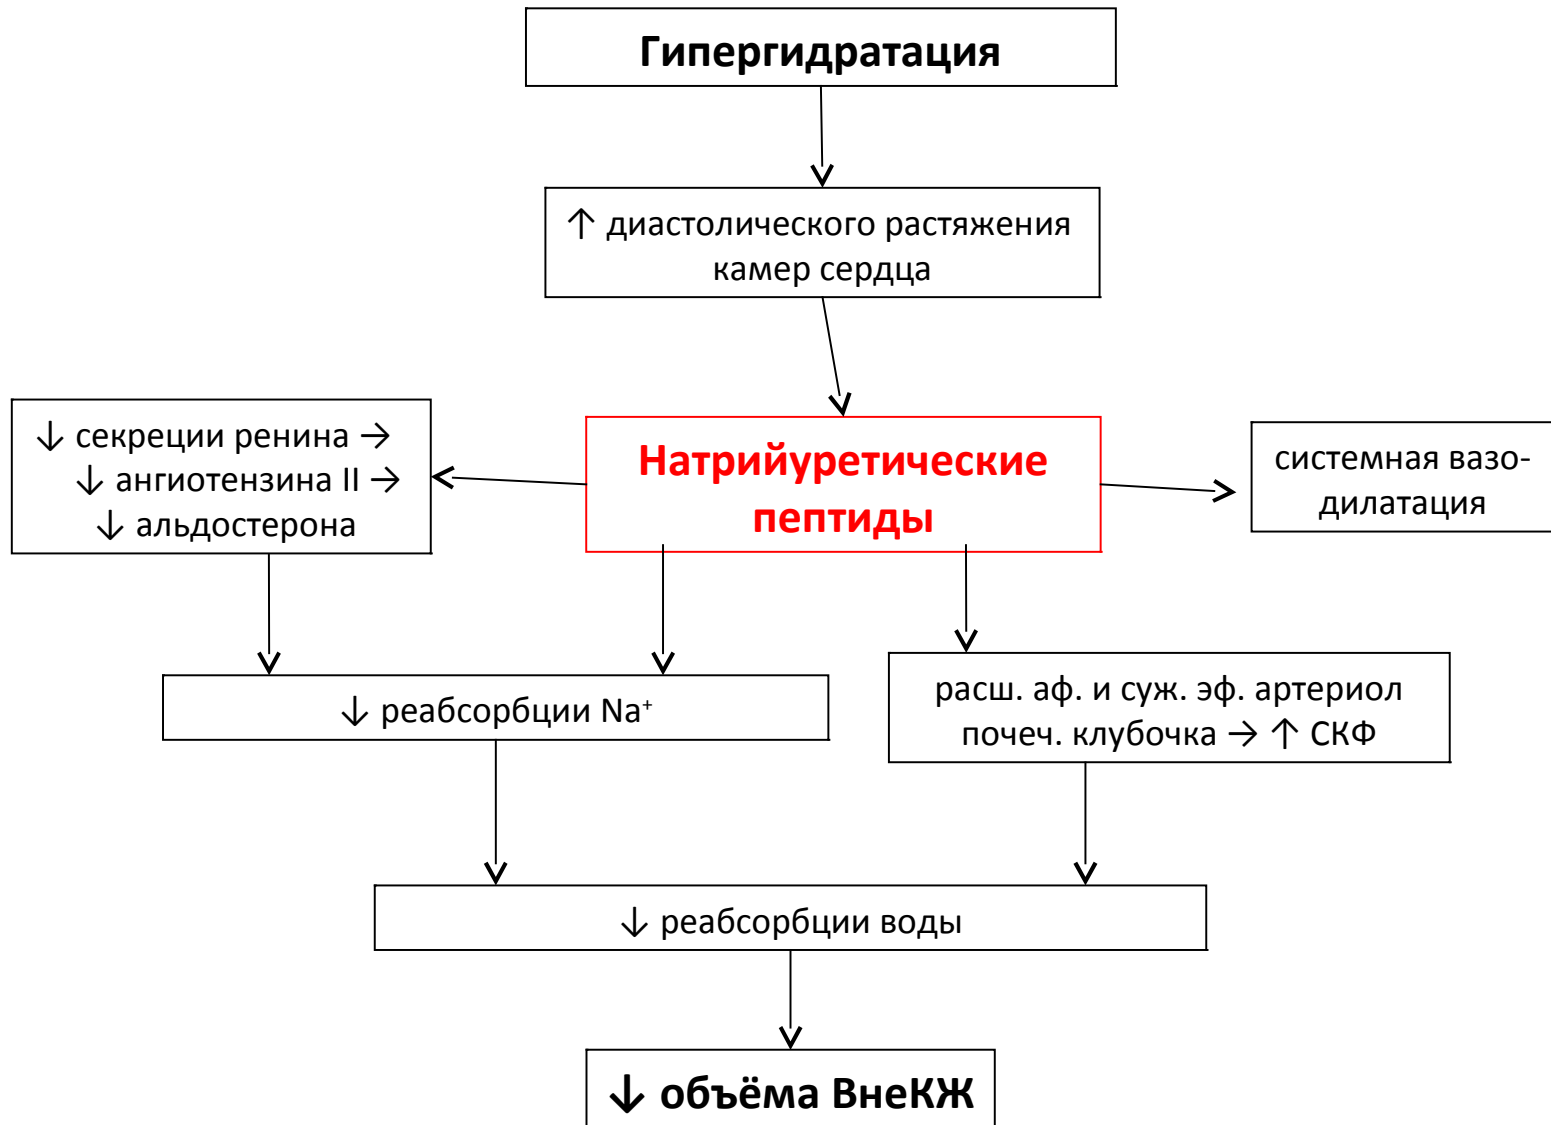 Гипергидратация
↑ диастолического растяжения
камер сердца
↓ секреции ренина →
↓ ангиотензина II →
↓ альдостерона
Натрийуретические
пептиды
системная вазо-
дилатация
↓ реабсорбции Na⁺
расш. аф. и суж. эф. артериол
почеч. клубочка → ↑ СКФ
↓ реабсорбции воды
↓ объёма ВнеКЖ